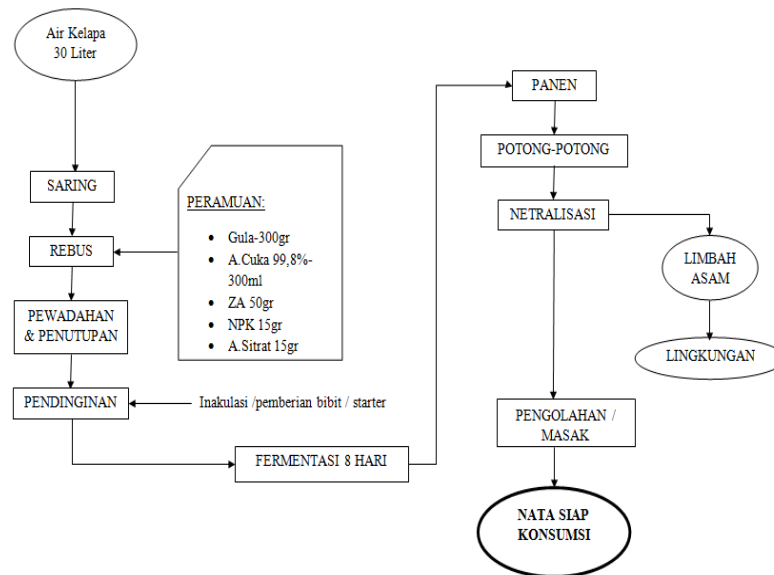 Air Kelapa
30 Liter
SARING
REBUS
PERAMUAN:
• Gula-300gr
• A.Cuka 99,8%-
300ml
• ZA 50gr
• NPK 15gr
• A.Sitrat 15gr
PEWADAHAN
& PENUTUPAN
PENDINGINAN
Inakulasi /pemberian bibit / starter
FERMENTASI 8 HARI
PANEN
POTONG-POTONG
NETRALISASI
LIMBAH
ASAM
LINGKUNGAN
PENGOLAHAN /
MASAK
NATA SIAP
KONSUMSI